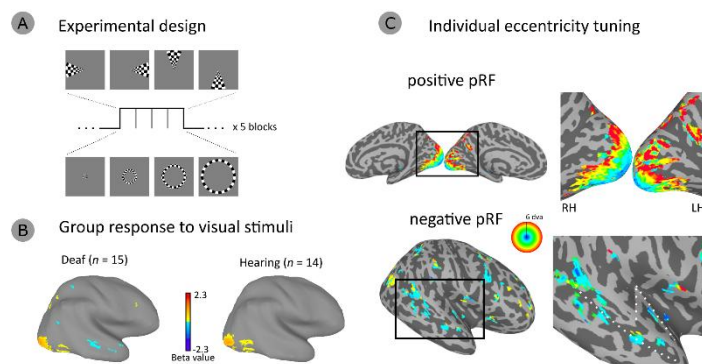 A Experimental design
x 5 blocks
B Group response to visual stimuli
Deaf (n = 15)
Hearing (n = 14)
2.3
-2.3
Beta value
C Individual eccentricity tuning
positive pRF
RH
LH
negative pRF
6 dva